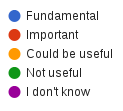 Fundamental
Important
Could be useful
Not useful
I don't know